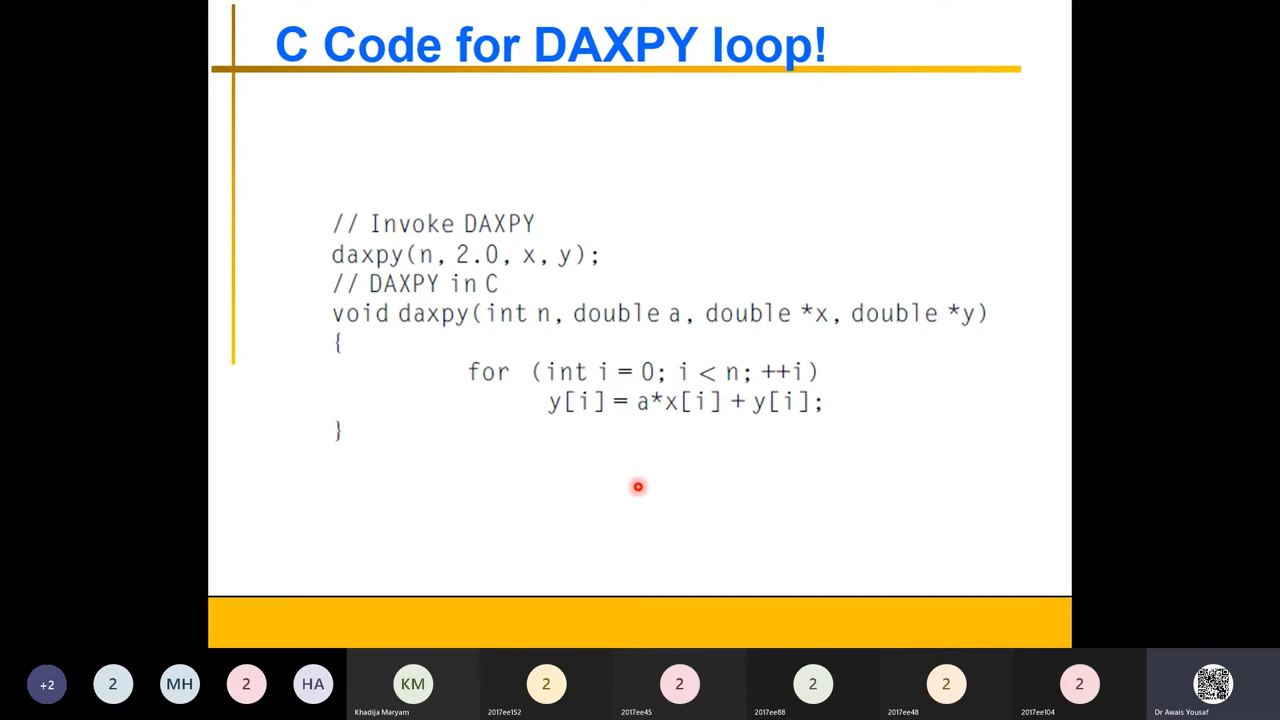 C Code for DAXPY loop!
// Invoke DAXPY
daxpy(n, 2.0, x, y);
// DAXPY in C
void daxpy(int n, double a, double *x, double *y)
{
for (int i = 0; i < n; ++i)
y[i] = a*x[i] + y[i];
}
+2
2
MH
2
HA
KM
2
2
2
2
2
Khadija Maryam
2017ee152
2017ee45
2017ee88
2017ee48
2017ee104
Dr Awais Yousaf